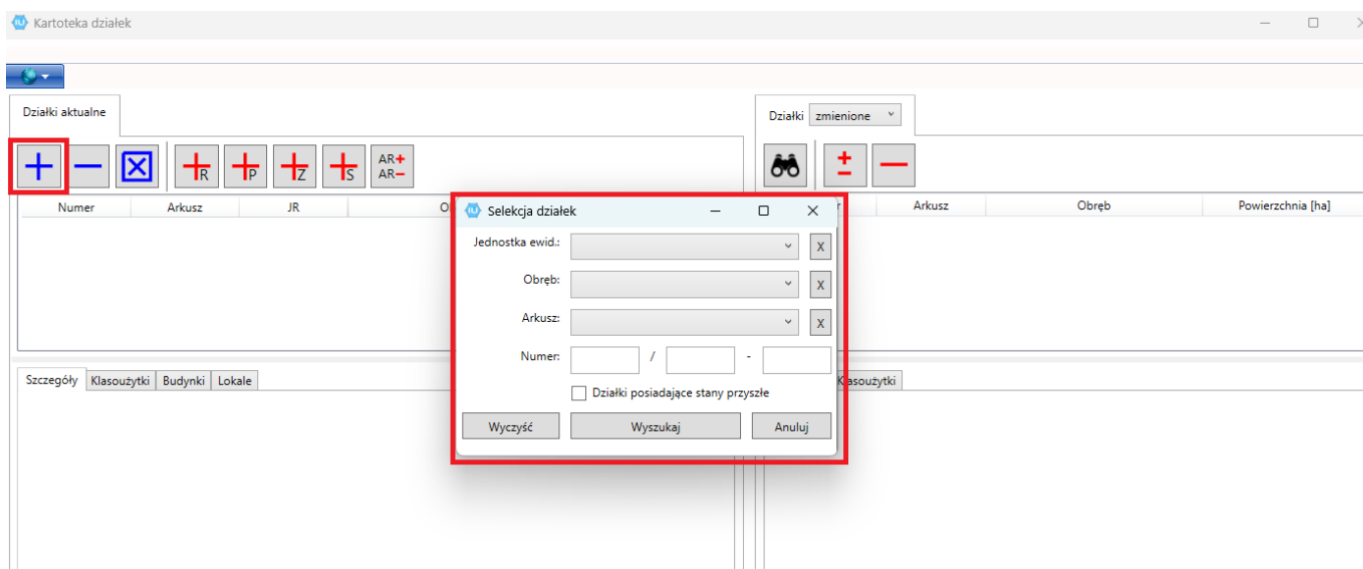 Kartoteka działek
Działki aktualne
Działki zmienione
R P Z S AR+
AR−
Numer Arkusz JR
Arkusz Obręb Powierzchnia [ha]
Selekcja działek
Jednostka ewid.: X
Obręb: X
Arkusz: X
Numer: / -
Działki posiadające stany przyszłe
Wyczyść Wyszukaj Anuluj
Szczegóły Klasoużytki Budynki Lokale